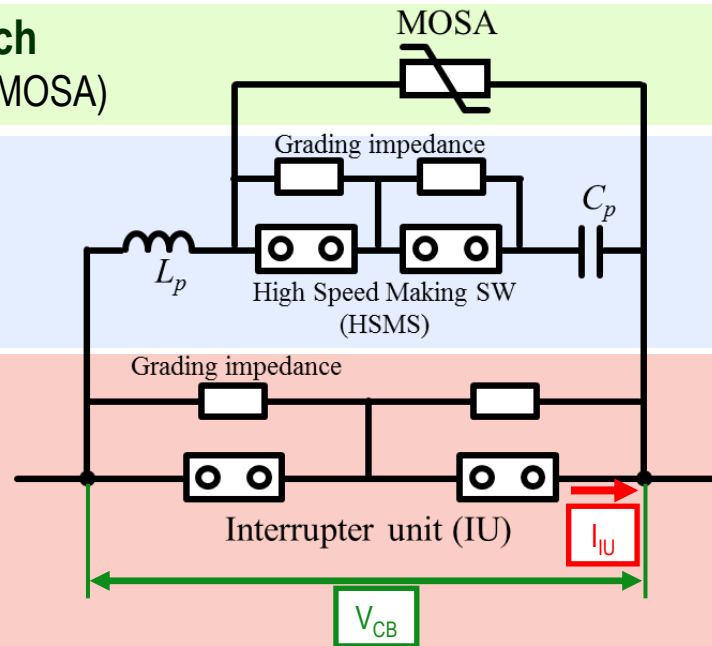 ch
MOSA)
MOSA
Grading impedance
C_p
L_p
High Speed Making SW
(HSMS)
Grading impedance
Interrupter unit (IU)
I_IU
V_CB